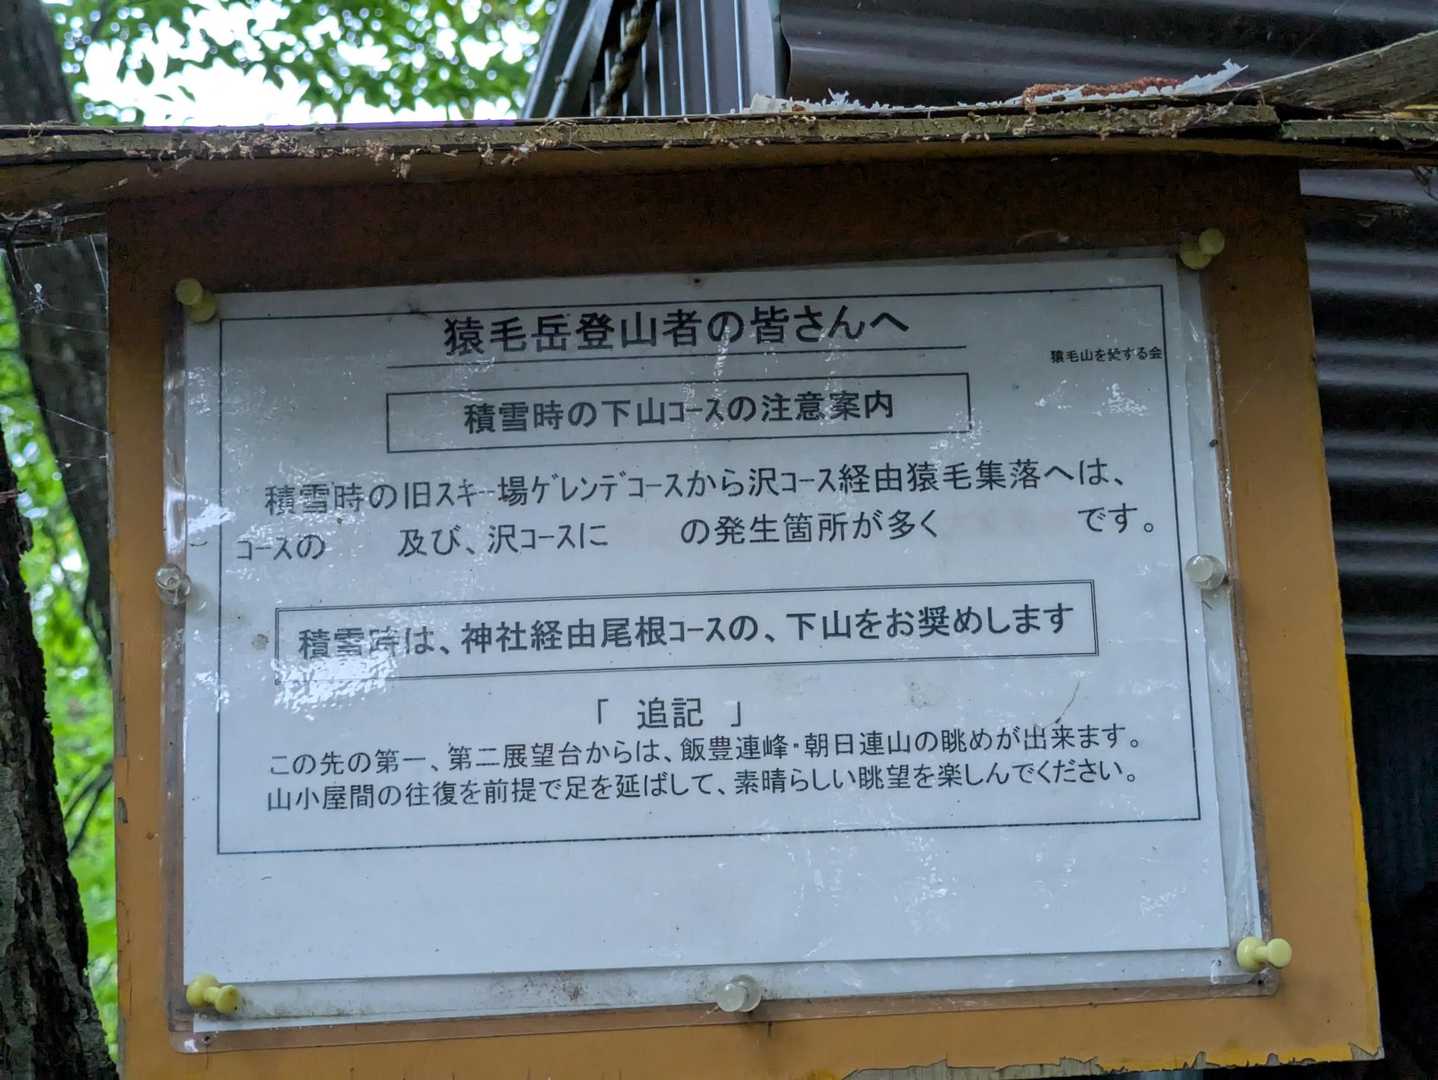 猿毛岳登山者の皆さんへ
猿毛山を愛する会
積雪時の下山コースの注意案内
積雪時の旧スキー場ゲレンデコースから沢コース経由猿毛集落へは、
コースの 及び、沢コースに の発生箇所が多く です。
積雪時は、神社経由尾根コースの、下山をお奨めします
「 追記 」
この先の第一、第二展望台からは、飯豊連峰・朝日連山の眺めが出来ます。
山小屋間の往復を前提で足を延ばして、素晴らしい眺望を楽しんでください。